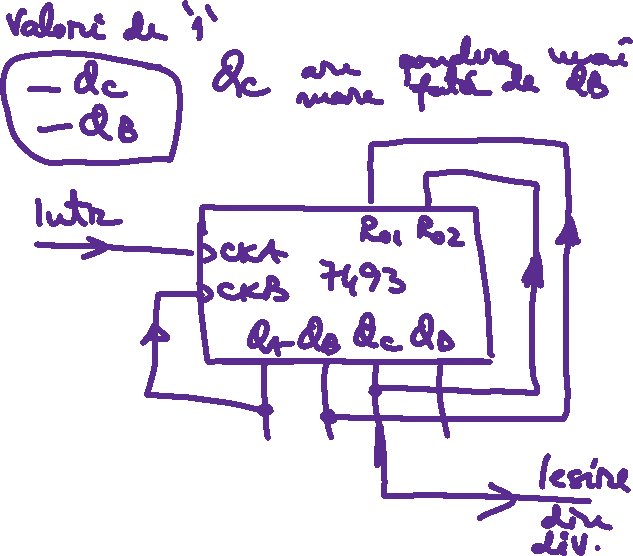 Valori de '1'
— QC
— QB
QC are pondere mai
mare față de QB
Intr
R01 R02
CKA
7493
CKB
QA QB QC QD
Iesire
din
div.